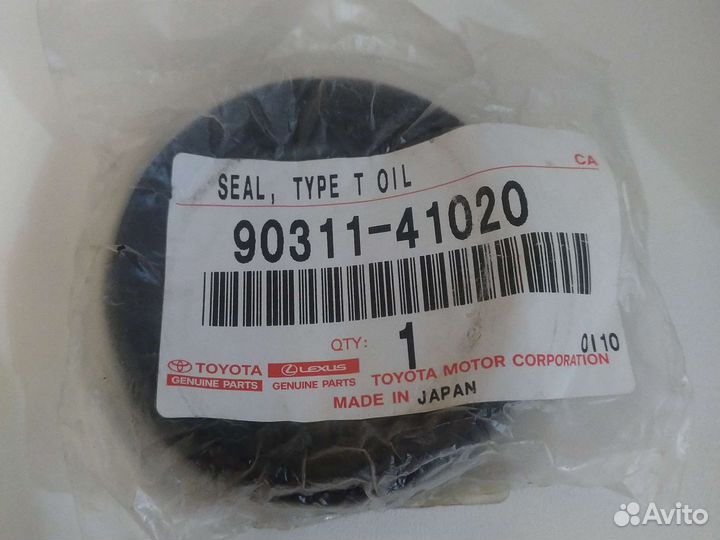 SEAL, TYPE T OIL
CA
90311-41020
QTY: 1
0110
TOYOTA
GENUINE PARTS
LEXUS
GENUINE PARTS
TOYOTA MOTOR CORPORATION
MADE IN JAPAN
Avito